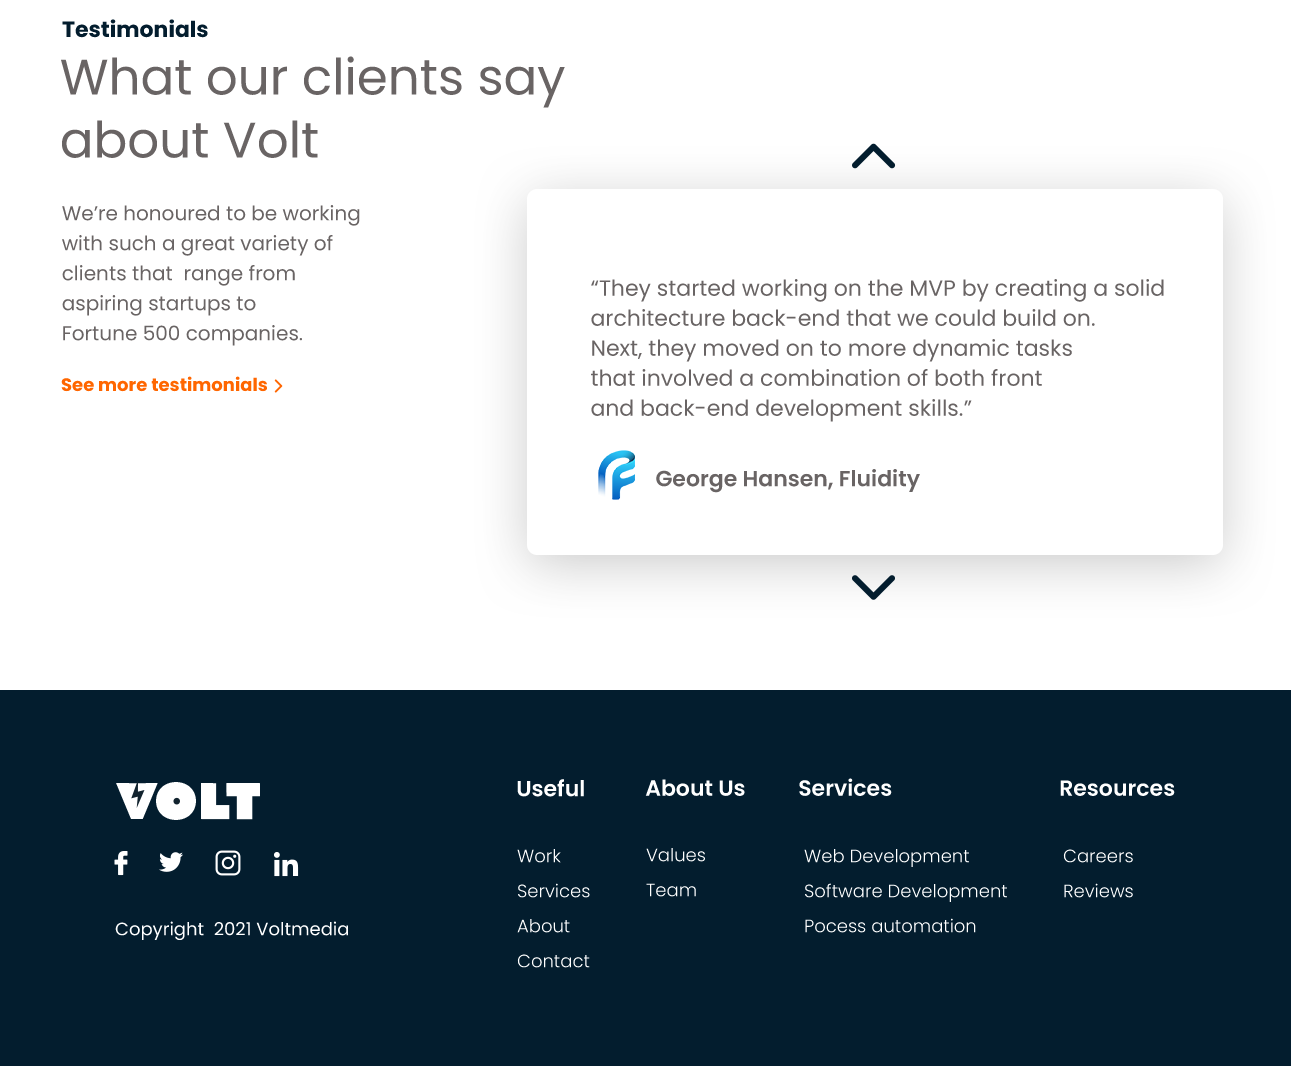 Testimonials
What our clients say
about Volt
We’re honoured to be working
with such a great variety of
clients that  range from
aspiring startups to
Fortune 500 companies.
See more testimonials
“They started working on the MVP by creating a solid
architecture back-end that we could build on.
Next, they moved on to more dynamic tasks
that involved a combination of both front
and back-end development skills.”
George Hansen, Fluidity
VOLT
Copyright  2021 Voltmedia
Useful
Work
Services
About
Contact
About Us
Values
Team
Services
Web Development
Software Development
Pocess automation
Resources
Careers
Reviews